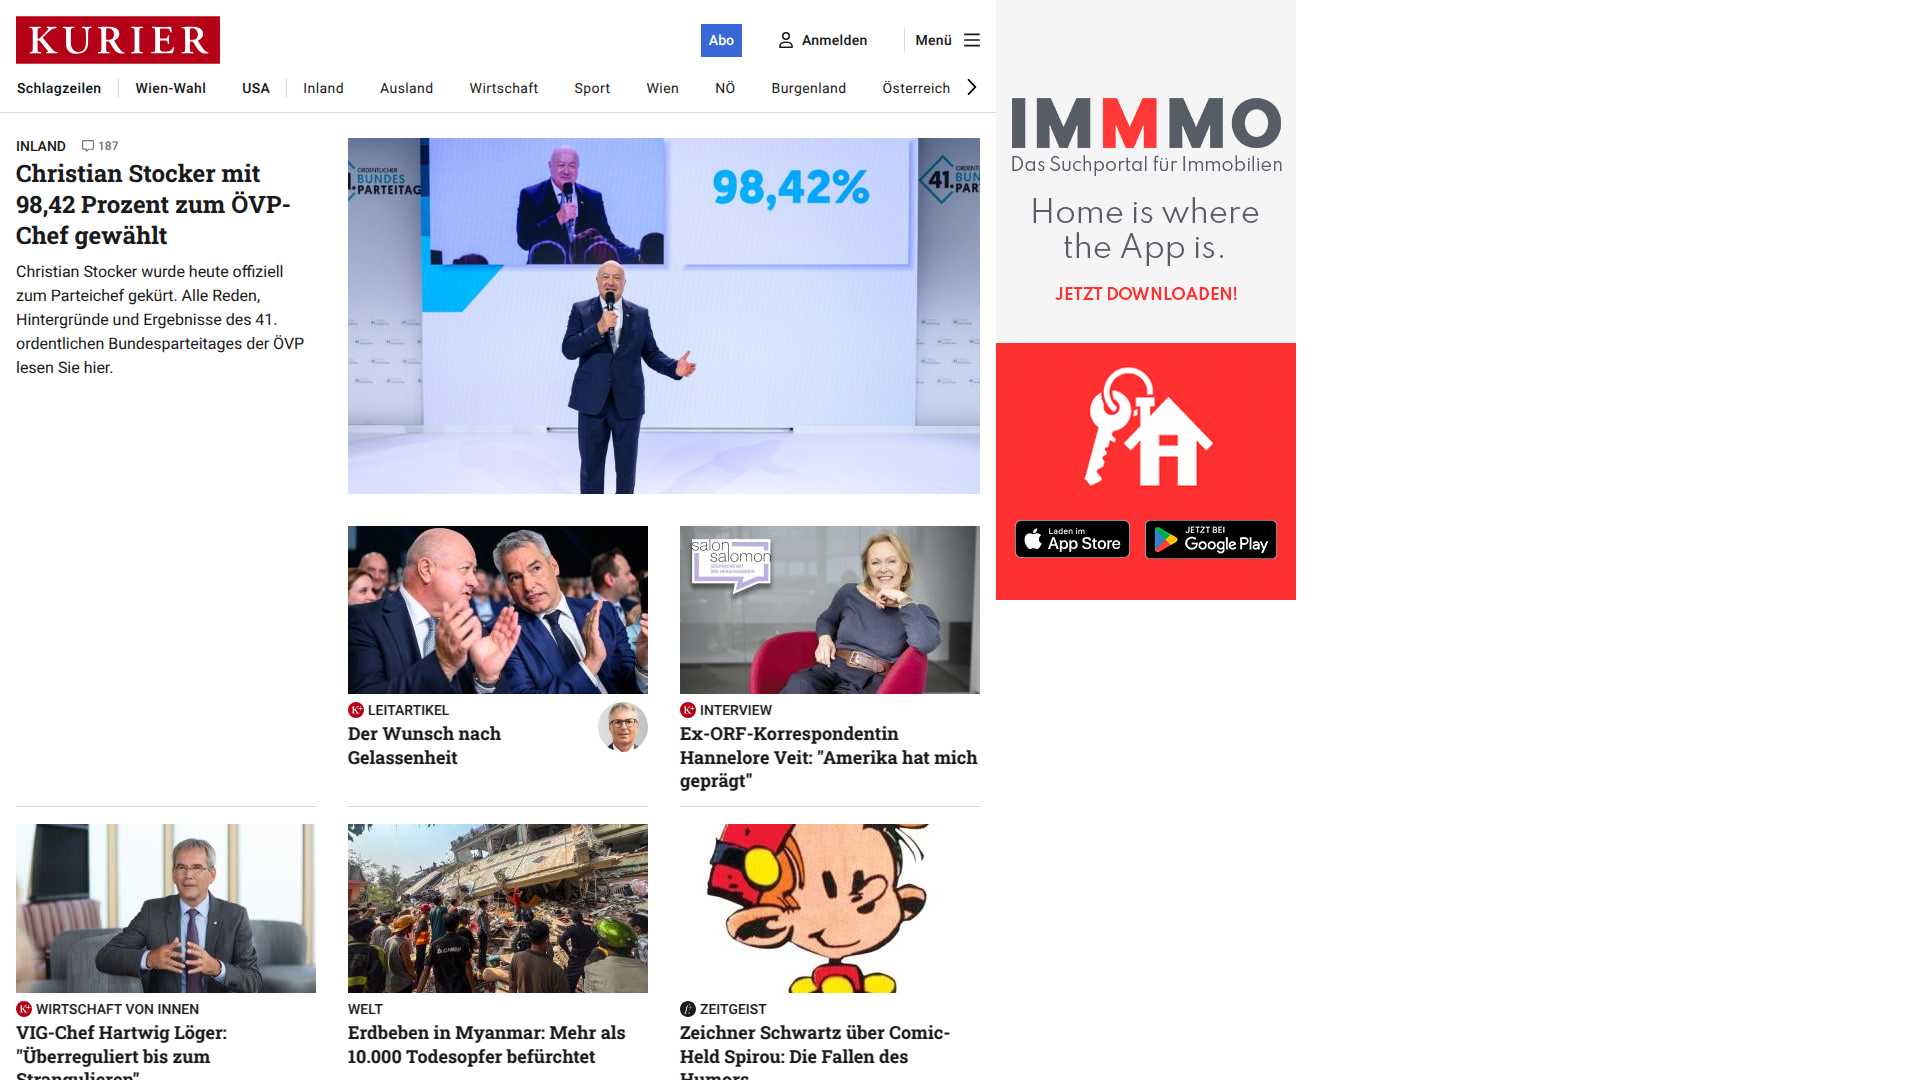 KURIER
Abo
Anmelden
Menü
Schlagzeilen
Wien-Wahl
USA
Inland
Ausland
Wirtschaft
Sport
Wien
NÖ
Burgenland
Österreich
INLAND 187
Christian Stocker mit
98,42 Prozent zum ÖVP-
Chef gewählt
Christian Stocker wurde heute offiziell
zum Parteichef gekürt. Alle Reden,
Hintergründe und Ergebnisse des 41.
ordentlichen Bundesparteitages der ÖVP
lesen Sie hier.
ORDENTLICHER
BUNDES
PARTEITAG
98,42%
41.
salon
salomon
K+ LEITARTIKEL
Der Wunsch nach
Gelassenheit
K+ INTERVIEW
Ex-ORF-Korrespondentin
Hannelore Veit: "Amerika hat mich
geprägt"
K+ WIRTSCHAFT VON INNEN
VIG-Chef Hartwig Löger:
"Überreguliert bis zum
Strangulieren"
WELT
Erdbeben in Myanmar: Mehr als
10.000 Todesopfer befürchtet
ZEITGEIST
Zeichner Schwartz über Comic-
Held Spirou: Die Fallen des
Humors
IMMMO
Das Suchportal für Immobilien
Home is where
the App is.
JETZT DOWNLOADEN!
Laden im
App Store
JETZT BEI
Google Play